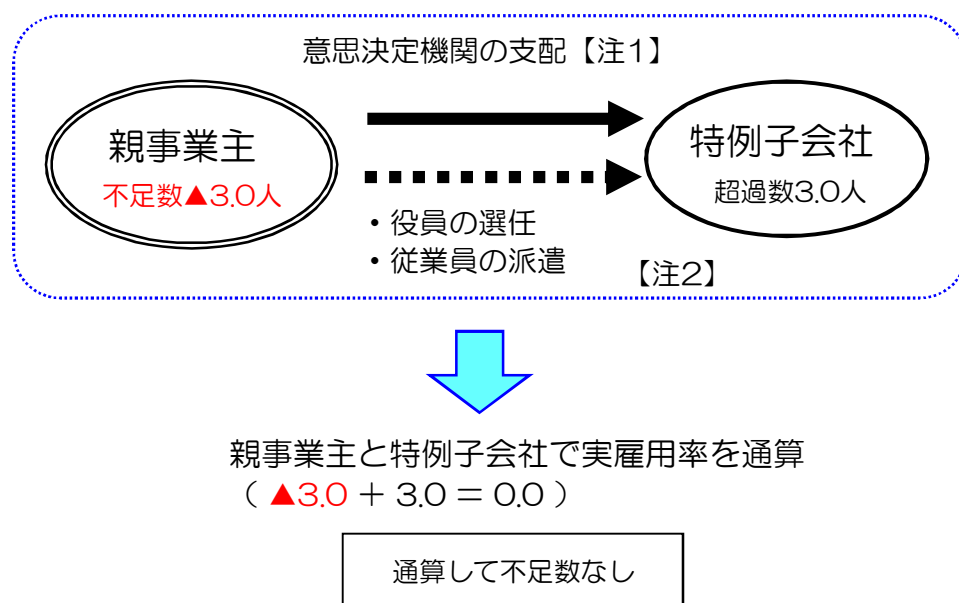 意思決定機関の支配【注1】
親事業主
不足数▲3.0人
特例子会社
超過数3.0人
・役員の選任
・従業員の派遣
【注2】
親事業主と特例子会社で実雇用率を通算
（ ▲3.0 ＋ 3.0 ＝ 0.0 ）
通算して不足数なし